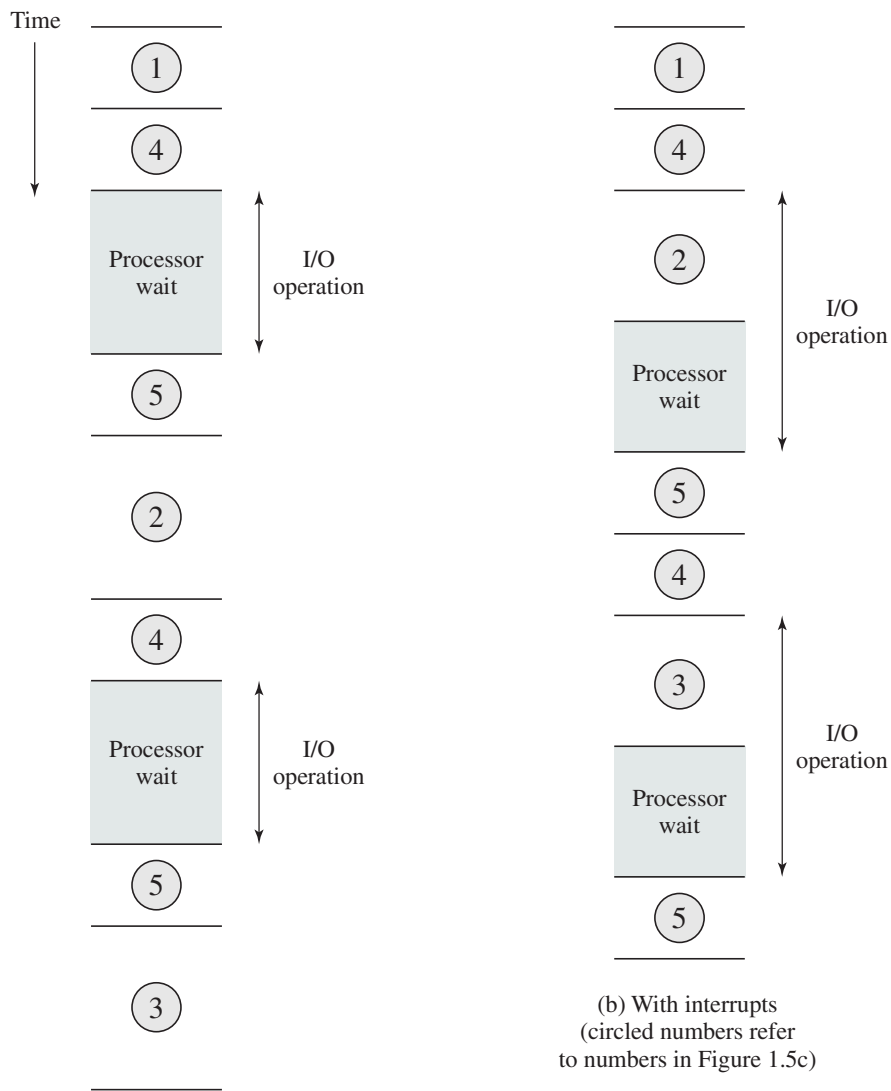 Time
1
4
Processor
wait
I/O
operation
5
2
4
Processor
wait
I/O
operation
5
3
1
4
2
I/O
operation
Processor
wait
5
4
3
I/O
operation
Processor
wait
5
(b) With interrupts
(circled numbers refer
to numbers in Figure 1.5c)